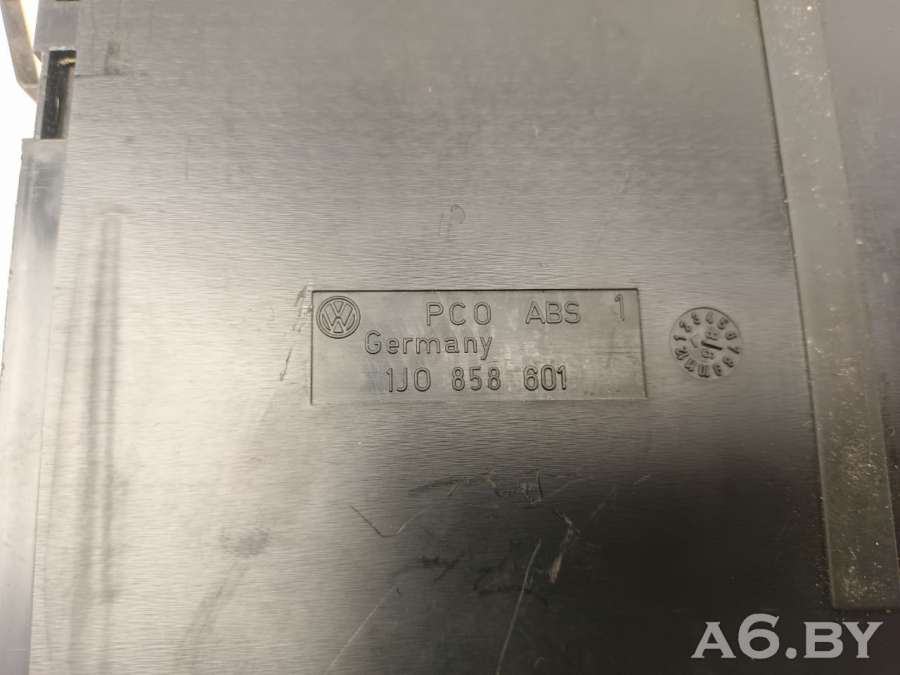 PCO ABS 1
Germany
1J0 858 601
A6.BY